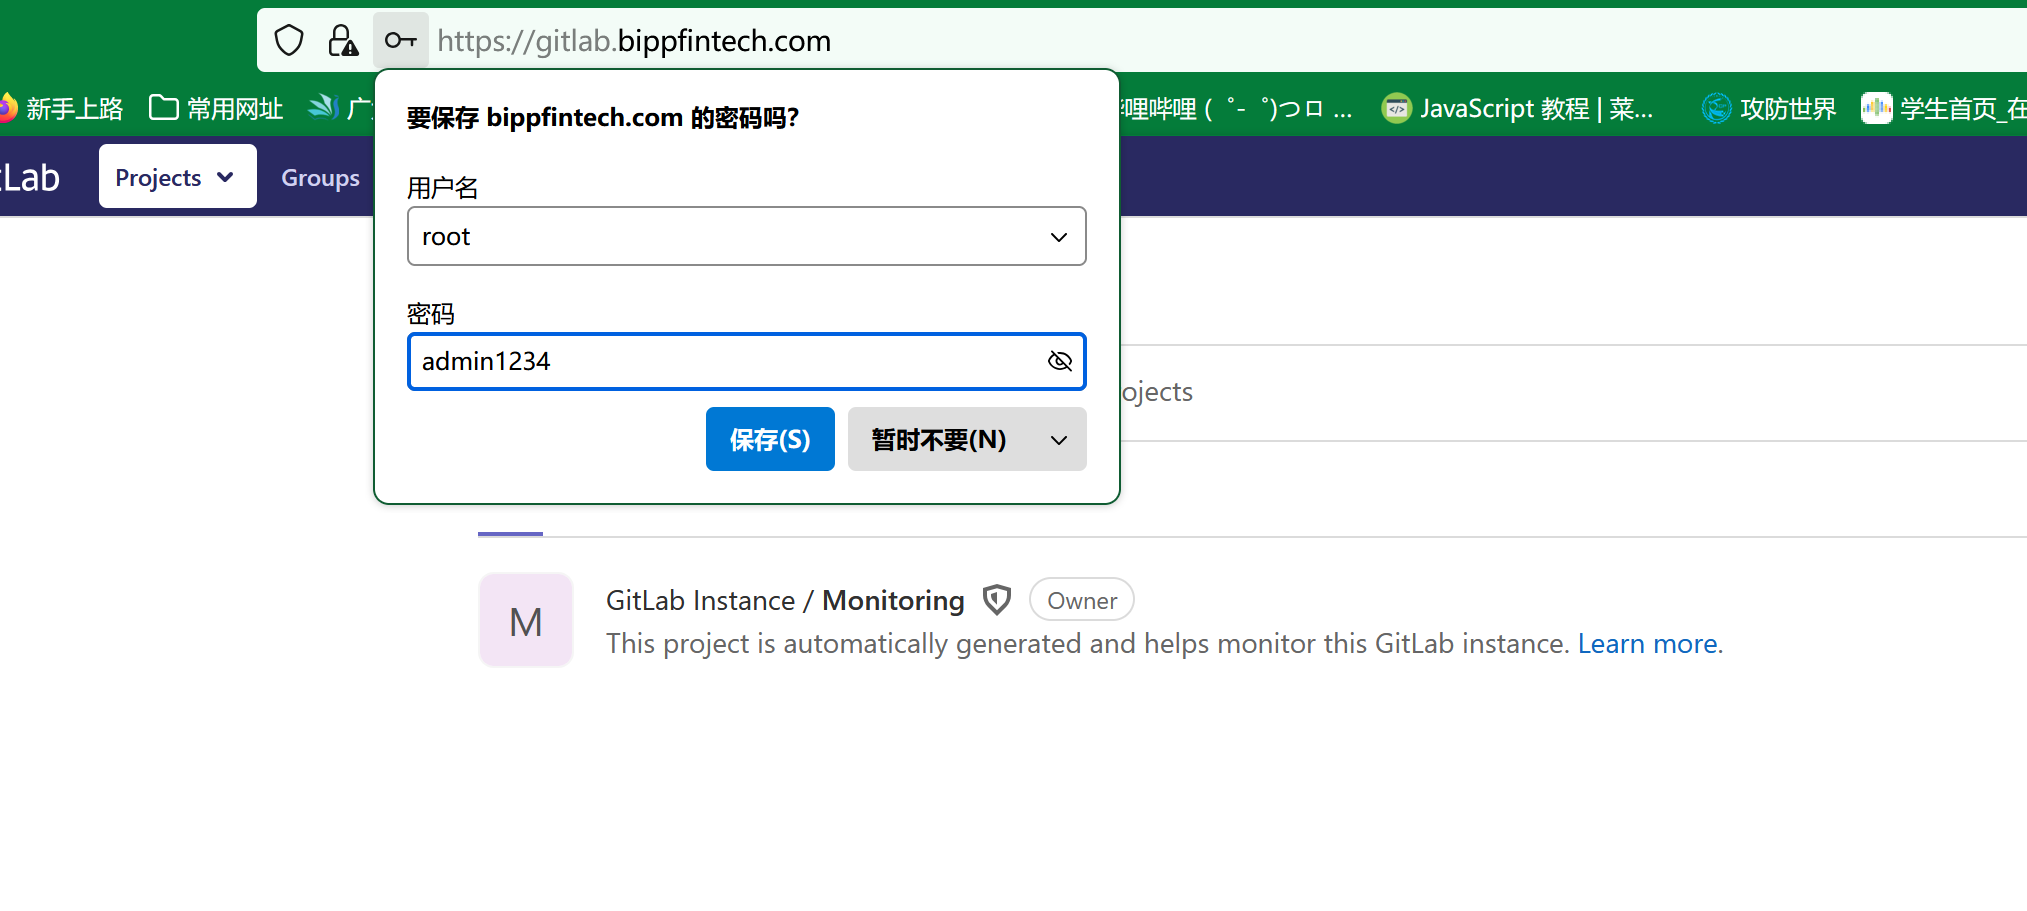 https://gitlab.bippfintech.com
新手上路 常用网址 广 哔哩哔哩 ( ゜- ゜)つロ ... JavaScript 教程 | 菜... 攻防世界 学生首页_在
Lab Projects Groups
要保存 bippfintech.com 的密码吗?
用户名
root
密码
admin1234
ojects
保存(S) 暂时不要(N)
M
GitLab Instance / Monitoring Owner
This project is automatically generated and helps monitor this GitLab instance. Learn more.